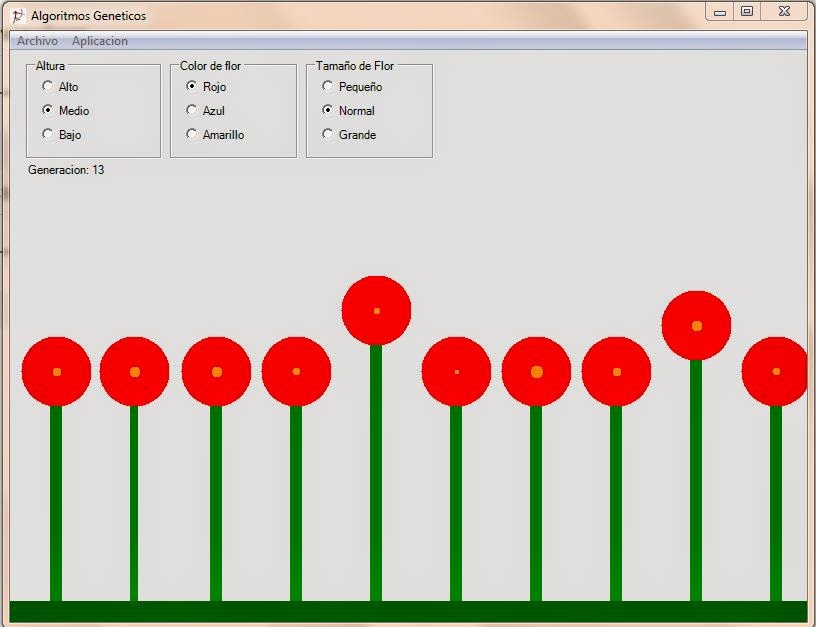 Algoritmos Geneticos
Archivo Aplicacion
Altura Color de flor Tamaño de Flor
Alto Rojo Pequeño
Medio Azul Normal
Bajo Amarillo Grande
Generacion: 13